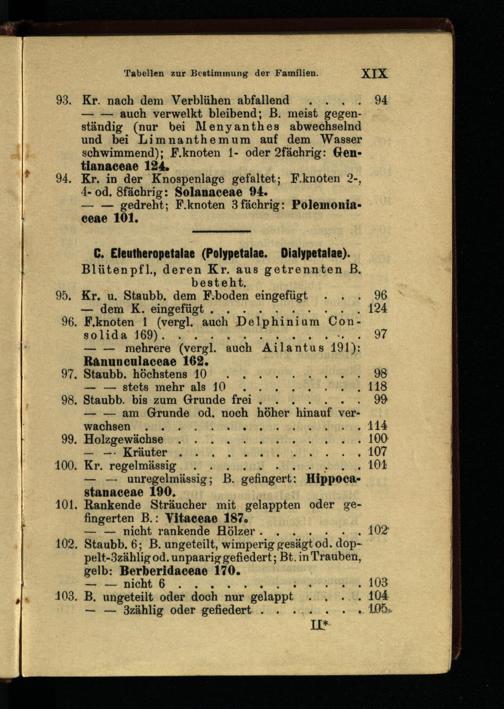 Tabellen zur Bestimmung der Familien. XIX
93. Kr. nach dem Verblühen abfallend . . . . 94
— — auch verwelkt bleibend; B. meist gegen-
ständig (nur bei Menyanthes abwechselnd
und bei Limnanthemum auf dem Wasser
schwimmend); F.knoten 1- oder 2fächrig: Gen-
tianaceae 124.
94. Kr. in der Knospenlage gefaltet; F.knoten 2-,
4- od. 8fächrig: Solanaceae 94.
— — gedreht; F.knoten 3 fächrig: Polemonia-
ceae 101.
C. Eleutheropetalae (Polypetalae. Dialypetalae).
Blütenpfl., deren Kr. aus getrennten B.
besteht.
95. Kr. u. Staubb. dem F.boden eingefügt . . . 96
— dem K. eingefügt . . . . . . . . . . 124
96. F.knoten 1 (vergl. auch Delphinium Con-
solida 169) . . . . . . . . . . . . . 97
— — mehrere (vergl. auch Ailantus 191):
Ranunculaceae 162.
97. Staubb. höchstens 10 . . . . . . . . . 98
— — stets mehr als 10 . . . . . . . . . 118
98. Staubb. bis zum Grunde frei . . . . . . . 99
— — am Grunde od. noch höher hinauf ver-
wachsen . . . . . . . . . . . . . . 114
99. Holzgewächse . . . . . . . . . . . . 100
— — Kräuter . . . . . . . . . . . . . 107
100. Kr. regelmässig . . . . . . . . . . . 101
— — unregelmässig; B. gefingert: Hippoca-
stanaceae 190.
101. Rankende Sträucher mit gelappten oder ge-
fingerten B.: Vitaceae 187.
— — nicht rankende Hölzer . . . . . . . 102
102. Staubb. 6; B. ungeteilt, wimperig gesägt od. dop-
pelt-3zählig od. unpaarig gefiedert; Bt. in Trauben,
gelb: Berberidaceae 170.
— — nicht 6 . . . . . . . . . . . . . 103
103. B. ungeteilt oder doch nur gelappt . . . . 104
— — 3zählig oder gefiedert . . . . . . . 105
II*